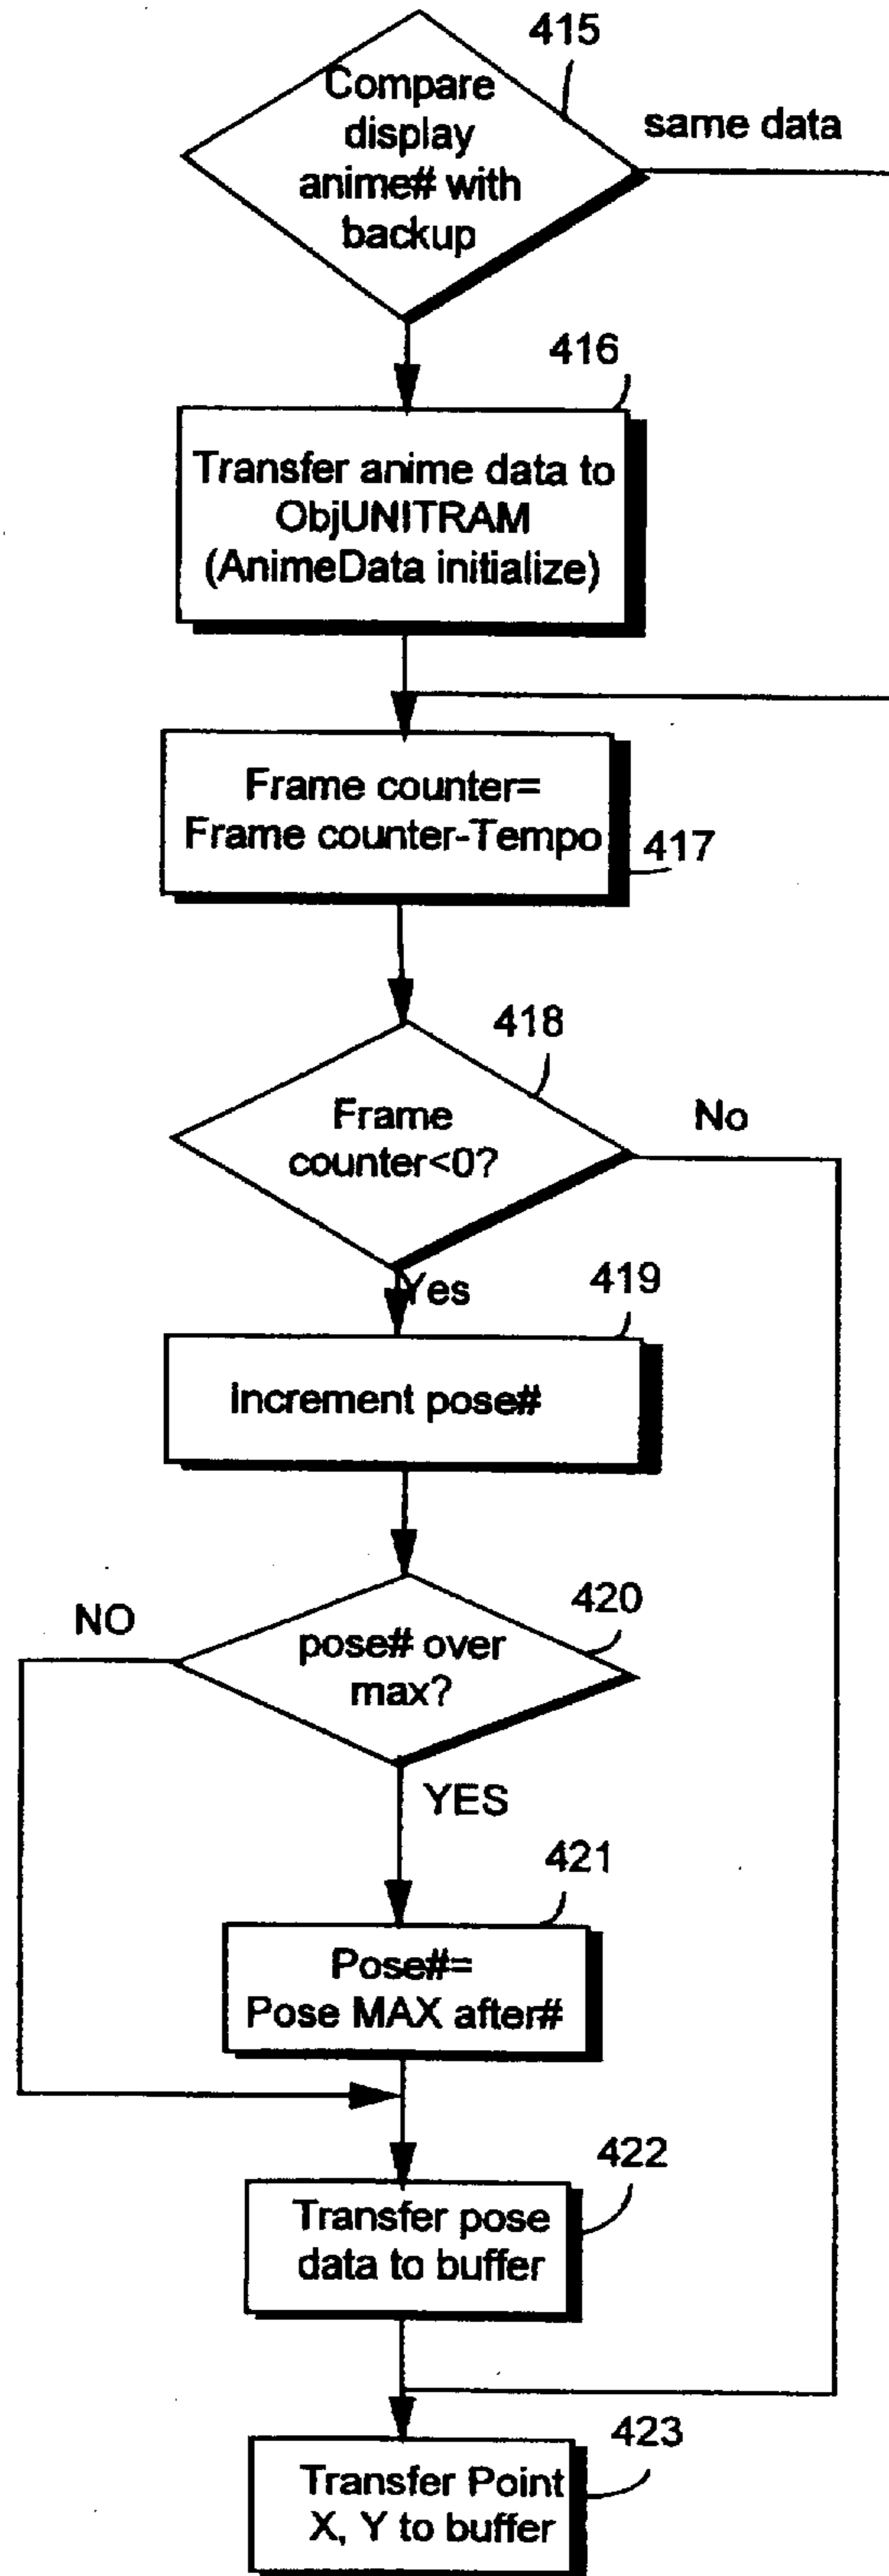 415
Compare
display
anime# with
backup
same data
416
Transfer anime data to
ObjUNITRAM
(AnimeData initialize)
Frame counter=
Frame counter-Tempo
417
418
Frame
counter<0?
No
Yes
419
increment pose#
420
NO
pose# over
max?
YES
421
Pose#=
Pose MAX after#
422
Transfer pose
data to buffer
423
Transfer Point
X, Y to buffer